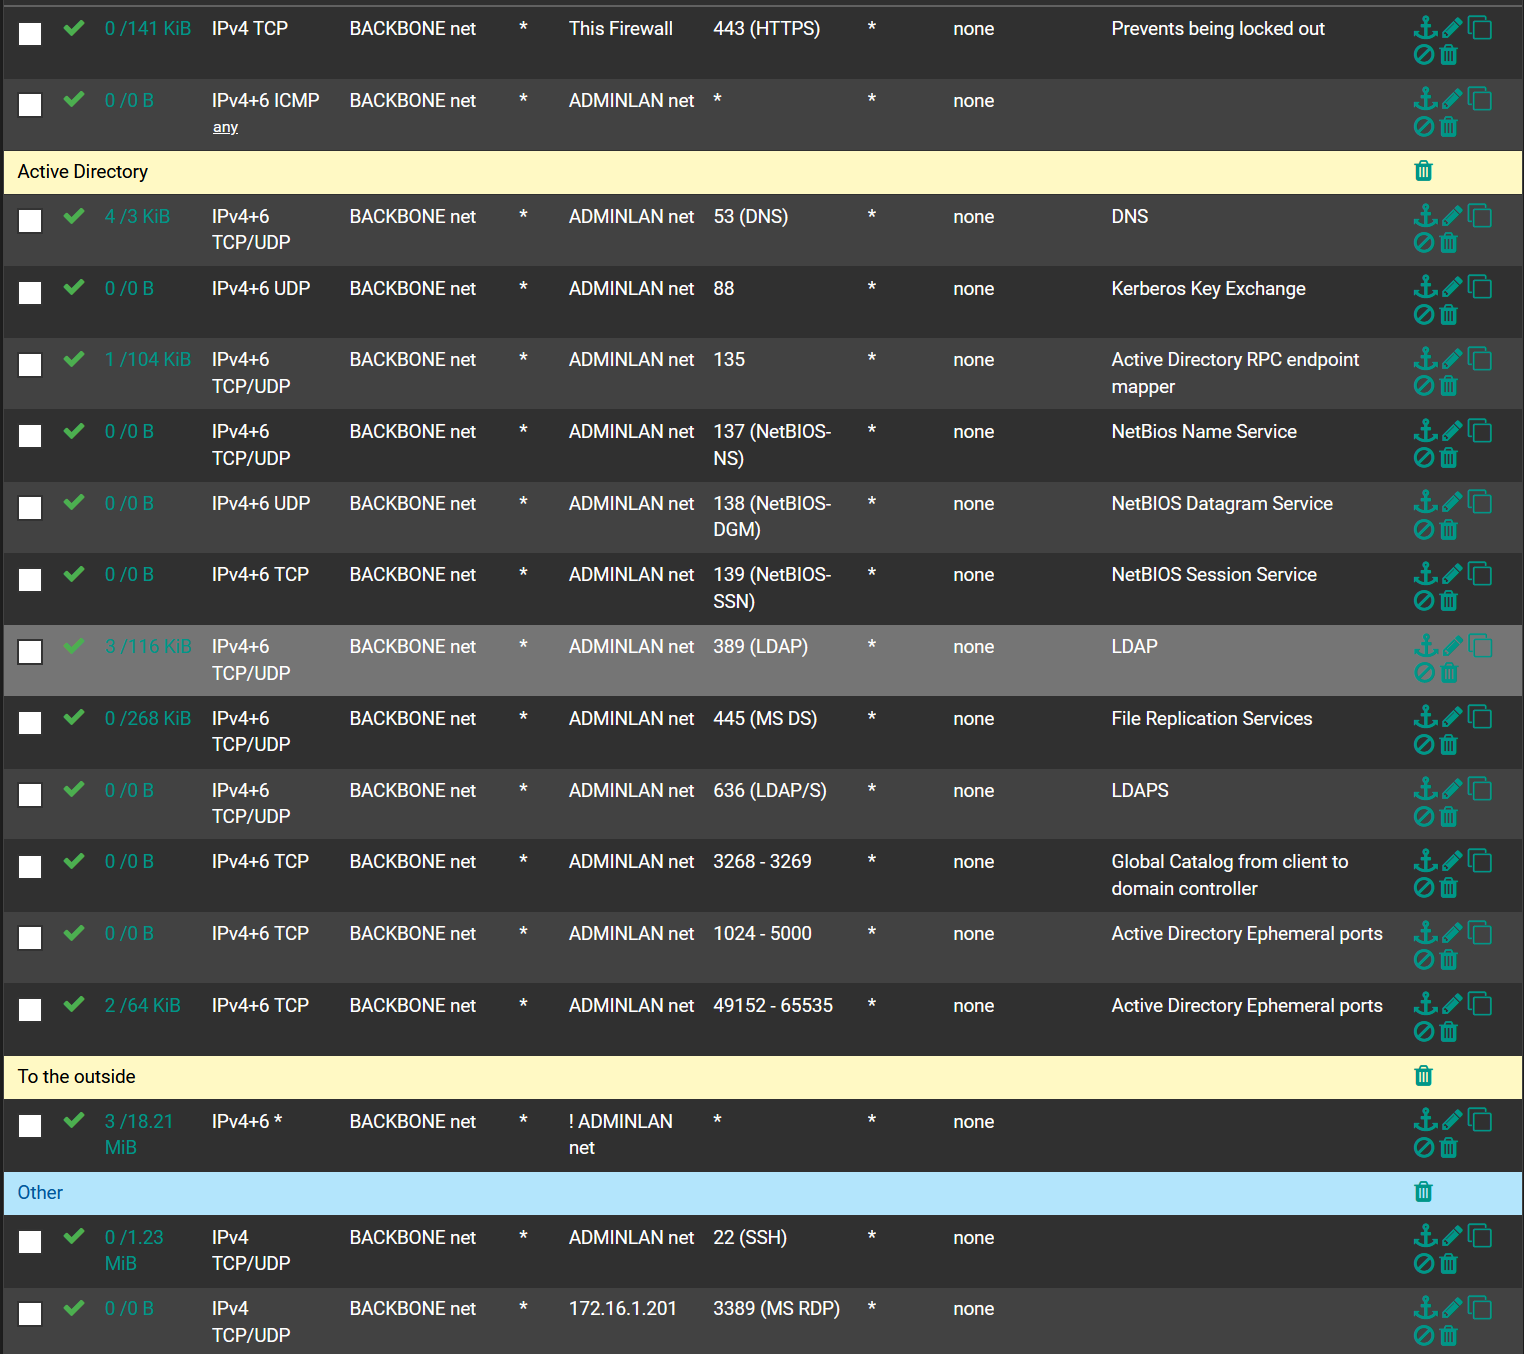 0 /141 KiB IPv4 TCP BACKBONE net * This Firewall 443 (HTTPS) * none Prevents being locked out
0 /0 B IPv4+6 ICMP BACKBONE net * ADMINLAN net * * none
any
Active Directory
4 /3 KiB IPv4+6 BACKBONE net * ADMINLAN net 53 (DNS) * none DNS
TCP/UDP
0 /0 B IPv4+6 UDP BACKBONE net * ADMINLAN net 88 * none Kerberos Key Exchange
1 /104 KiB IPv4+6 BACKBONE net * ADMINLAN net 135 * none Active Directory RPC endpoint
TCP/UDP mapper
0 /0 B IPv4+6 BACKBONE net * ADMINLAN net 137 (NetBIOS- * none NetBios Name Service
TCP/UDP NS)
0 /0 B IPv4+6 UDP BACKBONE net * ADMINLAN net 138 (NetBIOS- * none NetBIOS Datagram Service
DGM)
0 /0 B IPv4+6 TCP BACKBONE net * ADMINLAN net 139 (NetBIOS- * none NetBIOS Session Service
SSN)
3 /116 KiB IPv4+6 BACKBONE net * ADMINLAN net 389 (LDAP) * none LDAP
TCP/UDP
0 /268 KiB IPv4+6 BACKBONE net * ADMINLAN net 445 (MS DS) * none File Replication Services
TCP/UDP
0 /0 B IPv4+6 BACKBONE net * ADMINLAN net 636 (LDAP/S) * none LDAPS
TCP/UDP
0 /0 B IPv4+6 TCP BACKBONE net * ADMINLAN net 3268 - 3269 * none Global Catalog from client to
domain controller
0 /0 B IPv4+6 TCP BACKBONE net * ADMINLAN net 1024 - 5000 * none Active Directory Ephemeral ports
2 /64 KiB IPv4+6 TCP BACKBONE net * ADMINLAN net 49152 - 65535 * none Active Directory Ephemeral ports
To the outside
3 /18.21 IPv4+6 * BACKBONE net * ! ADMINLAN * * none
MiB net
Other
0 /1.23 IPv4 BACKBONE net * ADMINLAN net 22 (SSH) * none
MiB TCP/UDP
0 /0 B IPv4 BACKBONE net * 172.16.1.201 3389 (MS RDP) * none
TCP/UDP